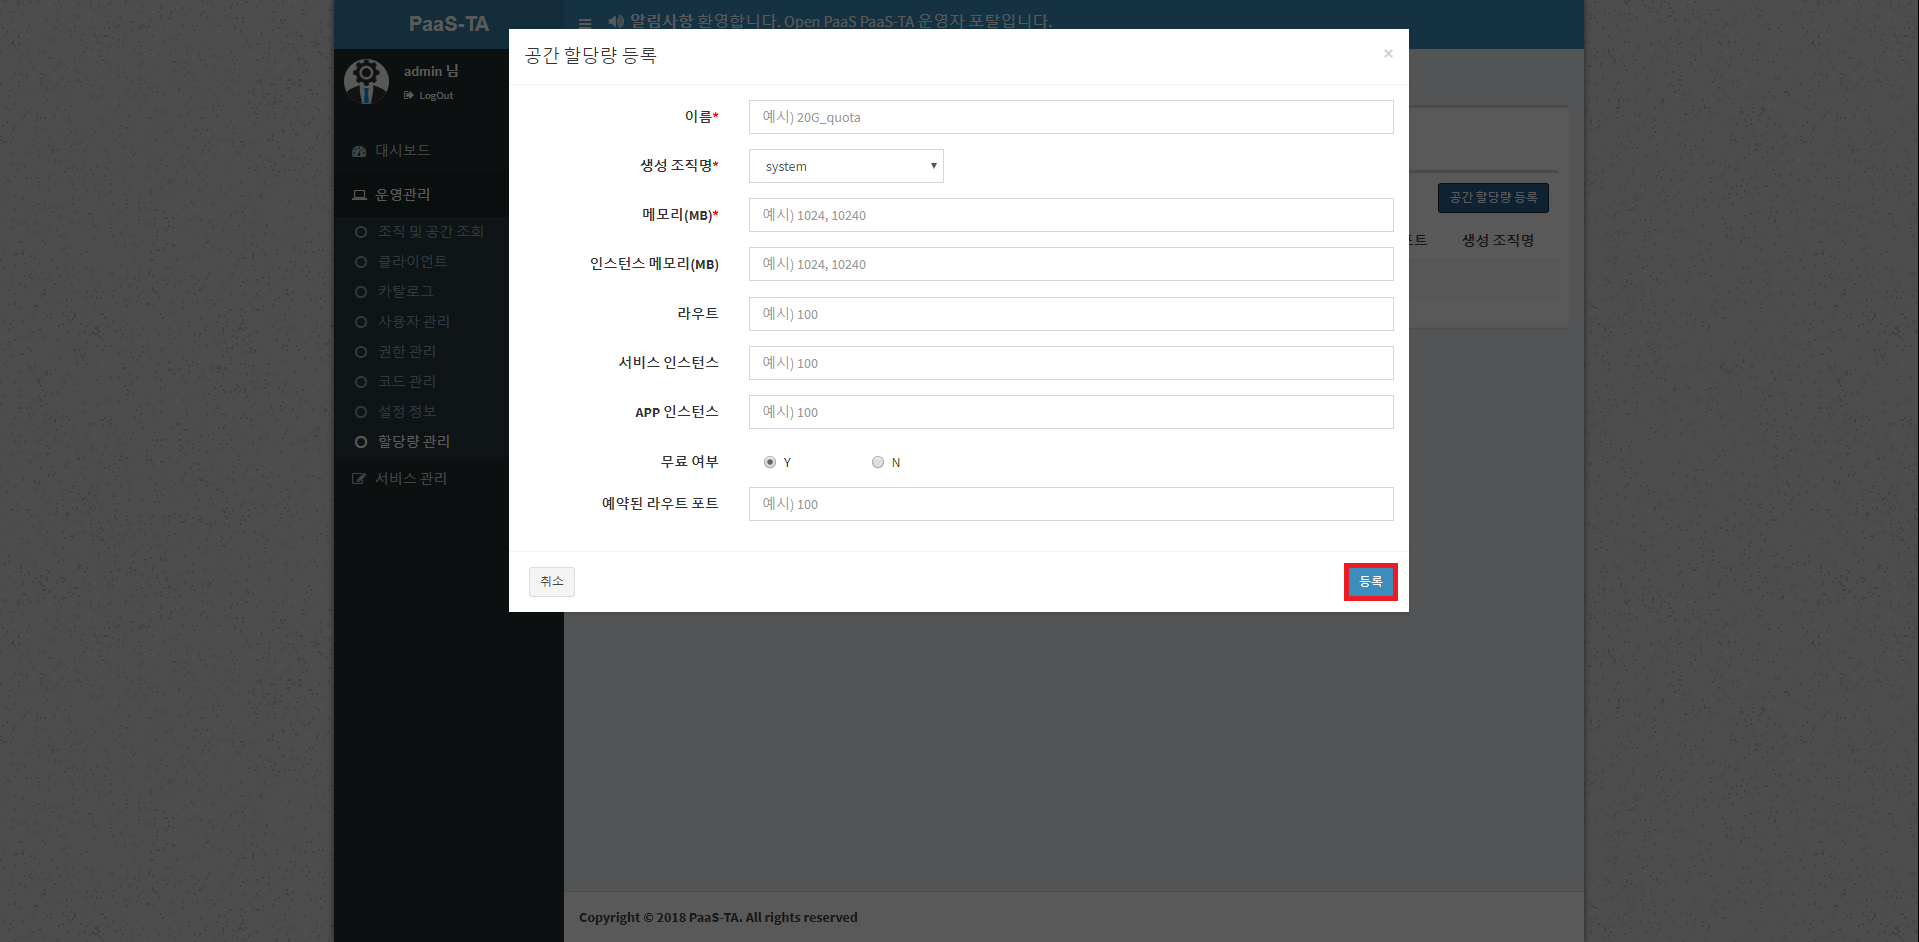 PaaS-TA
알림사항 환영합니다. Open PaaS PaaS-TA 운영자 포탈입니다.
admin 님
LogOut
대시보드
운영관리
조직 및 공간 조회
클라이언트
카탈로그
사용자 관리
권한 관리
코드 관리
설정 정보
할당량 관리
서비스 관리
공간 할당량 등록
×
이름*
예시) 20G_quota
생성 조직명*
system
메모리(MB)*
예시) 1024, 10240
인스턴스 메모리(MB)
예시) 1024, 10240
라우트
예시) 100
서비스 인스턴스
예시) 100
APP 인스턴스
예시) 100
무료 여부
Y
N
예약된 라우트 포트
예시) 100
취소
등록
공간 할당량 등록
생성 조직명
Copyright © 2018 PaaS-TA. All rights reserved